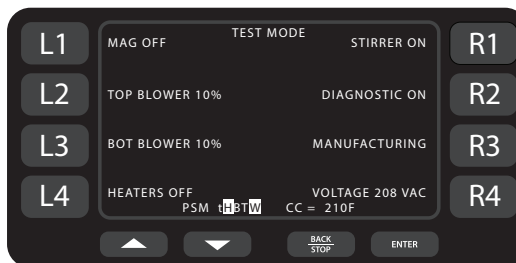 TEST MODE
L1 MAG OFF STIRRER ON R1
L2 TOP BLOWER 10% DIAGNOSTIC ON R2
L3 BOT BLOWER 10% MANUFACTURING R3
L4 HEATERS OFF VOLTAGE 208 VAC R4
PSM tHBTW CC = 210F
BACK
STOP
ENTER